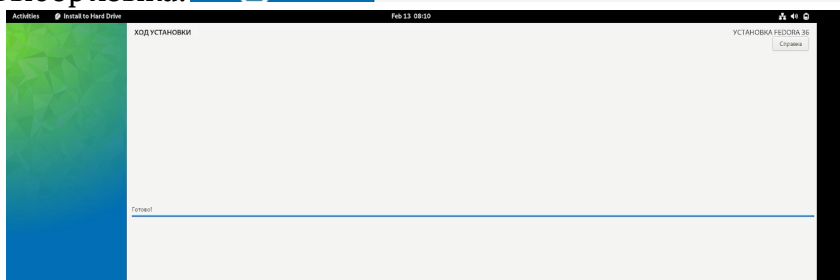 Activities Install to Hard Drive Feb 13 08:10
ХОД УСТАНОВКИ УСТАНОВКА FEDORA 36
Справка
Готово!